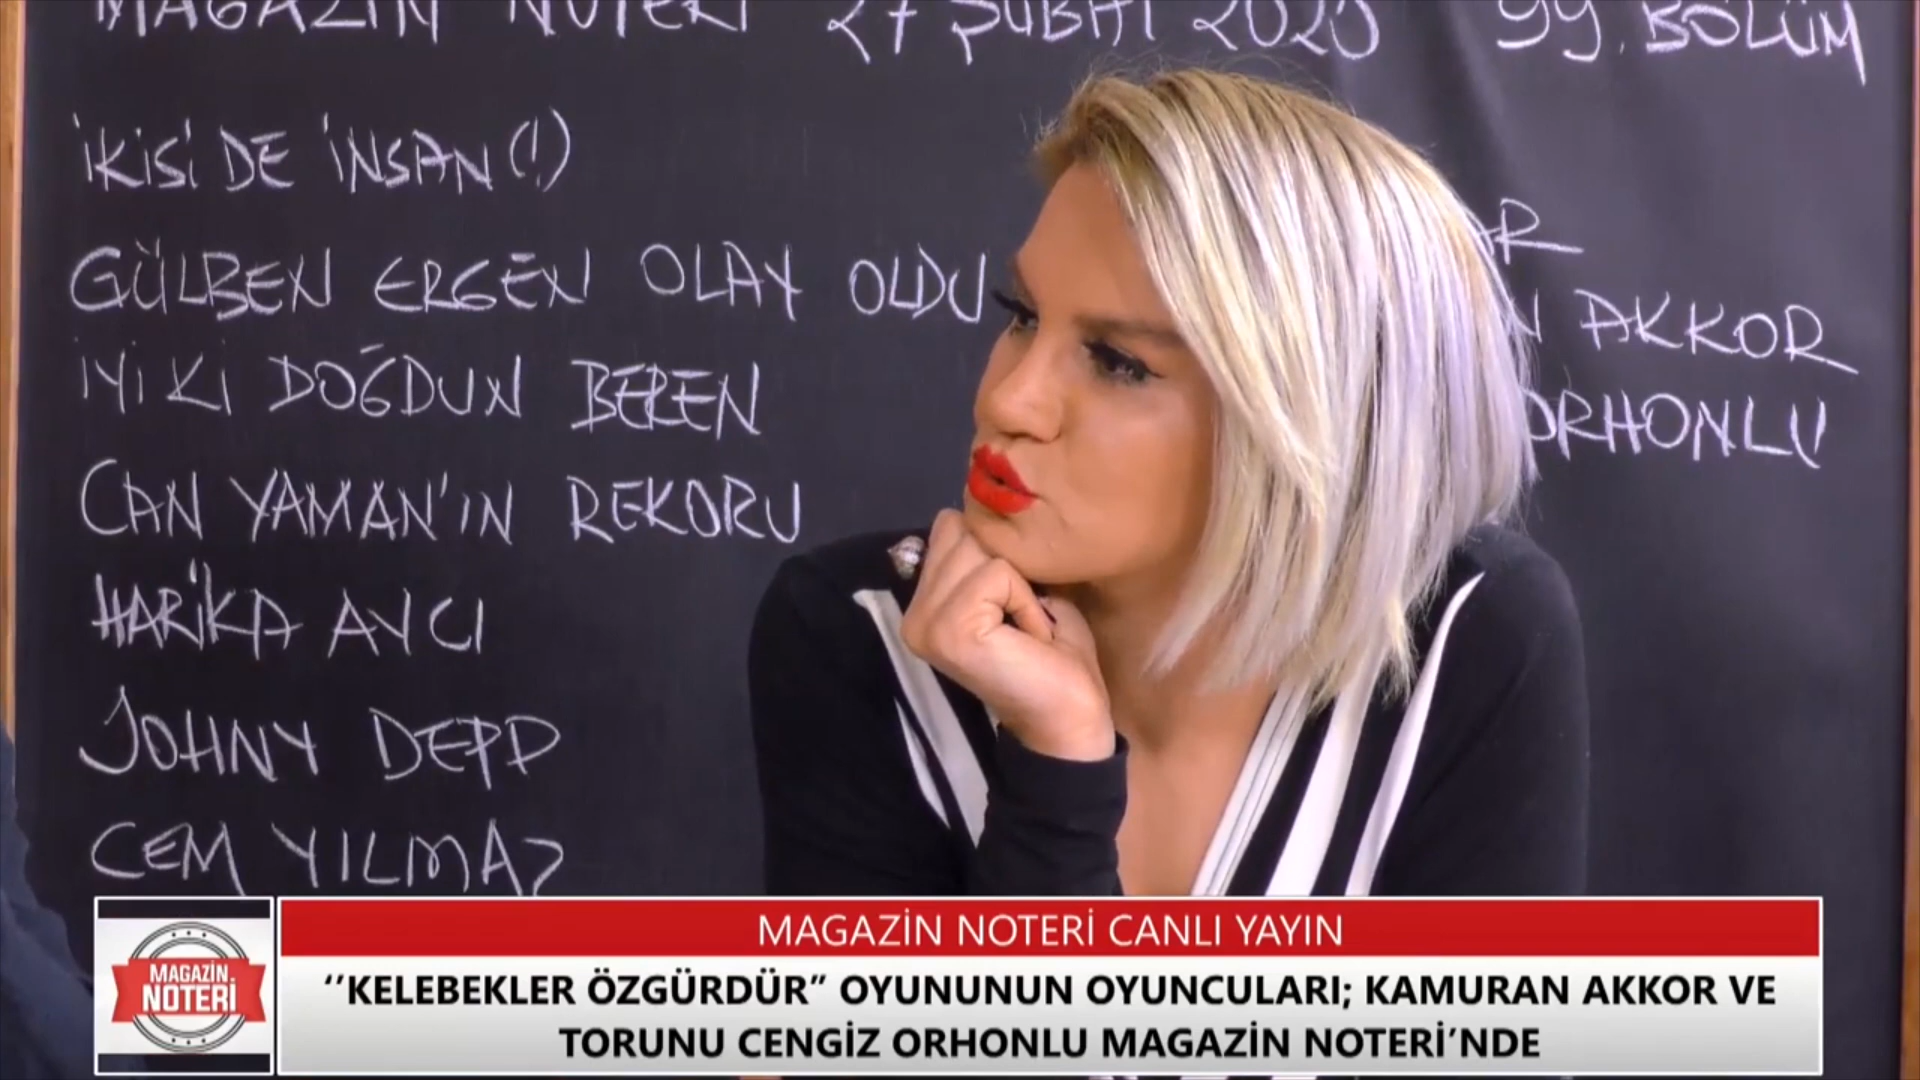 MAGAZİN NOTERİ 27 ŞUBAT 2020 99. BÖLÜM
İKİSİ DE İNSAN (!)
GÜLBEN ERGEN OLAY OLDU
AKKOR
İYİ Kİ DOĞDUN BEREN
ORHONLU
CAN YAMAN'IN REKORU
HARİKA AVCI
JOHNY DEPP
CEM YILMAZ
MAGAZİN NOTERİ CANLI YAYIN
‘’KELEBEKLER ÖZGÜRDÜR” OYUNUNUN OYUNCULARI; KAMURAN AKKOR VE
TORUNU CENGİZ ORHONLU MAGAZİN NOTERİ’NDE
MAGAZİN
NOTERİ